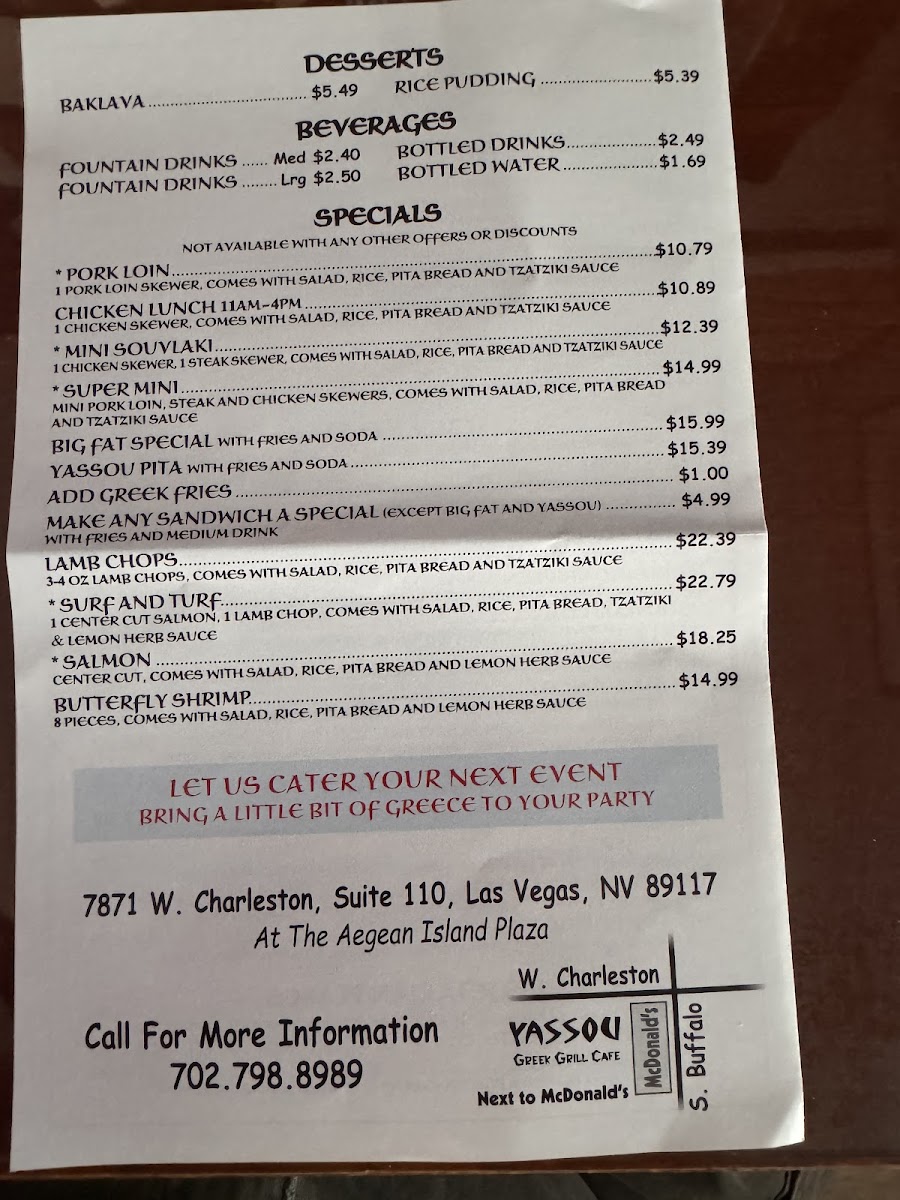 DESSERTS
BAKLAVA ........ $5.49 RICE PUDDING ........ $5.39
BEVERAGES
FOUNTAIN DRINKS ...... Med $2.40 BOTTLED DRINKS ........ $2.49
FOUNTAIN DRINKS ........ Lrg $2.50 BOTTLED WATER ........ $1.69
SPECIALS
NOT AVAILABLE WITH ANY OTHER OFFERS OR DISCOUNTS
* PORK LOIN ........ $10.79
1 PORK LOIN SKEWER, COMES WITH SALAD, RICE, PITA BREAD AND TZATZIKI SAUCE
CHICKEN LUNCH 11AM-4PM ........ $10.89
1 CHICKEN SKEWER, COMES WITH SALAD, RICE, PITA BREAD AND TZATZIKI SAUCE
* MINI SOUVLAKI ........ $12.39
1 CHICKEN SKEWER, 1 STEAK SKEWER, COMES WITH SALAD, RICE, PITA BREAD AND TZATZIKI SAUCE
* SUPER MINI ........ $14.99
MINI PORK LOIN, STEAK AND CHICKEN SKEWERS, COMES WITH SALAD, RICE, PITA BREAD
AND TZATZIKI SAUCE
BIG FAT SPECIAL WITH FRIES AND SODA ........ $15.99
YASSOU PITA WITH FRIES AND SODA ........ $15.39
ADD GREEK FRIES ........ $1.00
MAKE ANY SANDWICH A SPECIAL (EXCEPT BIG FAT AND YASSOU) ........ $4.99
WITH FRIES AND MEDIUM DRINK
LAMB CHOPS ........ $22.39
3-4 OZ LAMB CHOPS, COMES WITH SALAD, RICE, PITA BREAD AND TZATZIKI SAUCE
* SURF AND TURF ........ $22.79
1 CENTER CUT SALMON, 1 LAMB CHOP, COMES WITH SALAD, RICE, PITA BREAD, TZATZIKI
& LEMON HERB SAUCE
* SALMON ........ $18.25
CENTER CUT, COMES WITH SALAD, RICE, PITA BREAD AND LEMON HERB SAUCE
BUTTERFLY SHRIMP ........ $14.99
8 PIECES, COMES WITH SALAD, RICE, PITA BREAD AND LEMON HERB SAUCE
LET US CATER YOUR NEXT EVENT
BRING A LITTLE BIT OF GREECE TO YOUR PARTY
7871 W. Charleston, Suite 110, Las Vegas, NV 89117
At The Aegean Island Plaza
Call For More Information
702.798.8989
W. Charleston
YASSOU
GREEK GRILL CAFE
Next to McDonald's
McDonald's
S. Buffalo